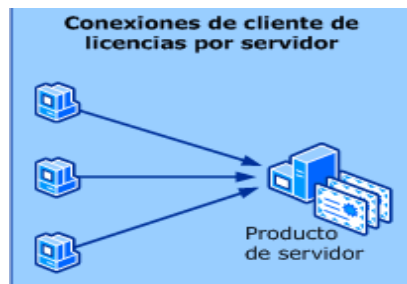 Conexiones de cliente de
licencias por servidor
Producto
de servidor